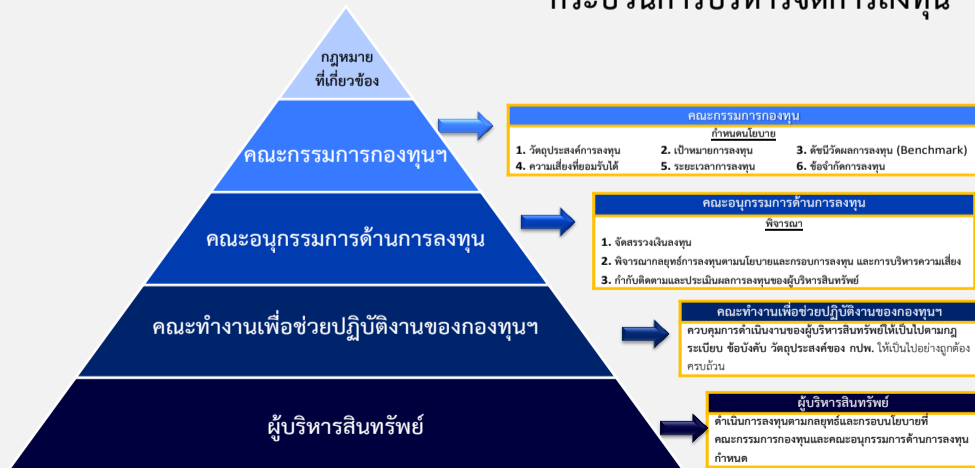 กระบวนการบริหารจัดการลงทุน
กฎหมาย
ที่เกี่ยวข้อง
คณะกรรมการกองทุนฯ
คณะกรรมการกองทุน
กำหนดนโยบาย
1. วัตถุประสงค์การลงทุน 2. เป้าหมายการลงทุน 3. ดัชนีวัดผลการลงทุน (Benchmark)
4. ความเสี่ยงที่ยอมรับได้ 5. ระยะเวลาการลงทุน 6. ข้อจำกัดการลงทุน
คณะอนุกรรมการด้านการลงทุน
คณะอนุกรรมการด้านการลงทุน
พิจารณา
1. จัดสรรวงเงินลงทุน
2. พิจารณากลยุทธ์การลงทุนตามนโยบายและกรอบการลงทุน และการบริหารความเสี่ยง
3. กำกับติดตามและประเมินผลการลงทุนของผู้บริหารสินทรัพย์
คณะทำงานเพื่อช่วยปฏิบัติงานของกองทุนฯ
คณะทำงานเพื่อช่วยปฏิบัติงานของกองทุนฯ
ควบคุมการดำเนินงานของผู้บริหารสินทรัพย์ให้เป็นไปตามกฎ
ระเบียบ ข้อบังคับ วัตถุประสงค์ของ กปพ. ให้เป็นไปอย่างถูกต้อง
ครบถ้วน
ผู้บริหารสินทรัพย์
ผู้บริหารสินทรัพย์
ดำเนินการลงทุนตามกลยุทธ์และกรอบนโยบายที่
คณะกรรมการกองทุนและคณะอนุกรรมการด้านการลงทุน
กำหนด